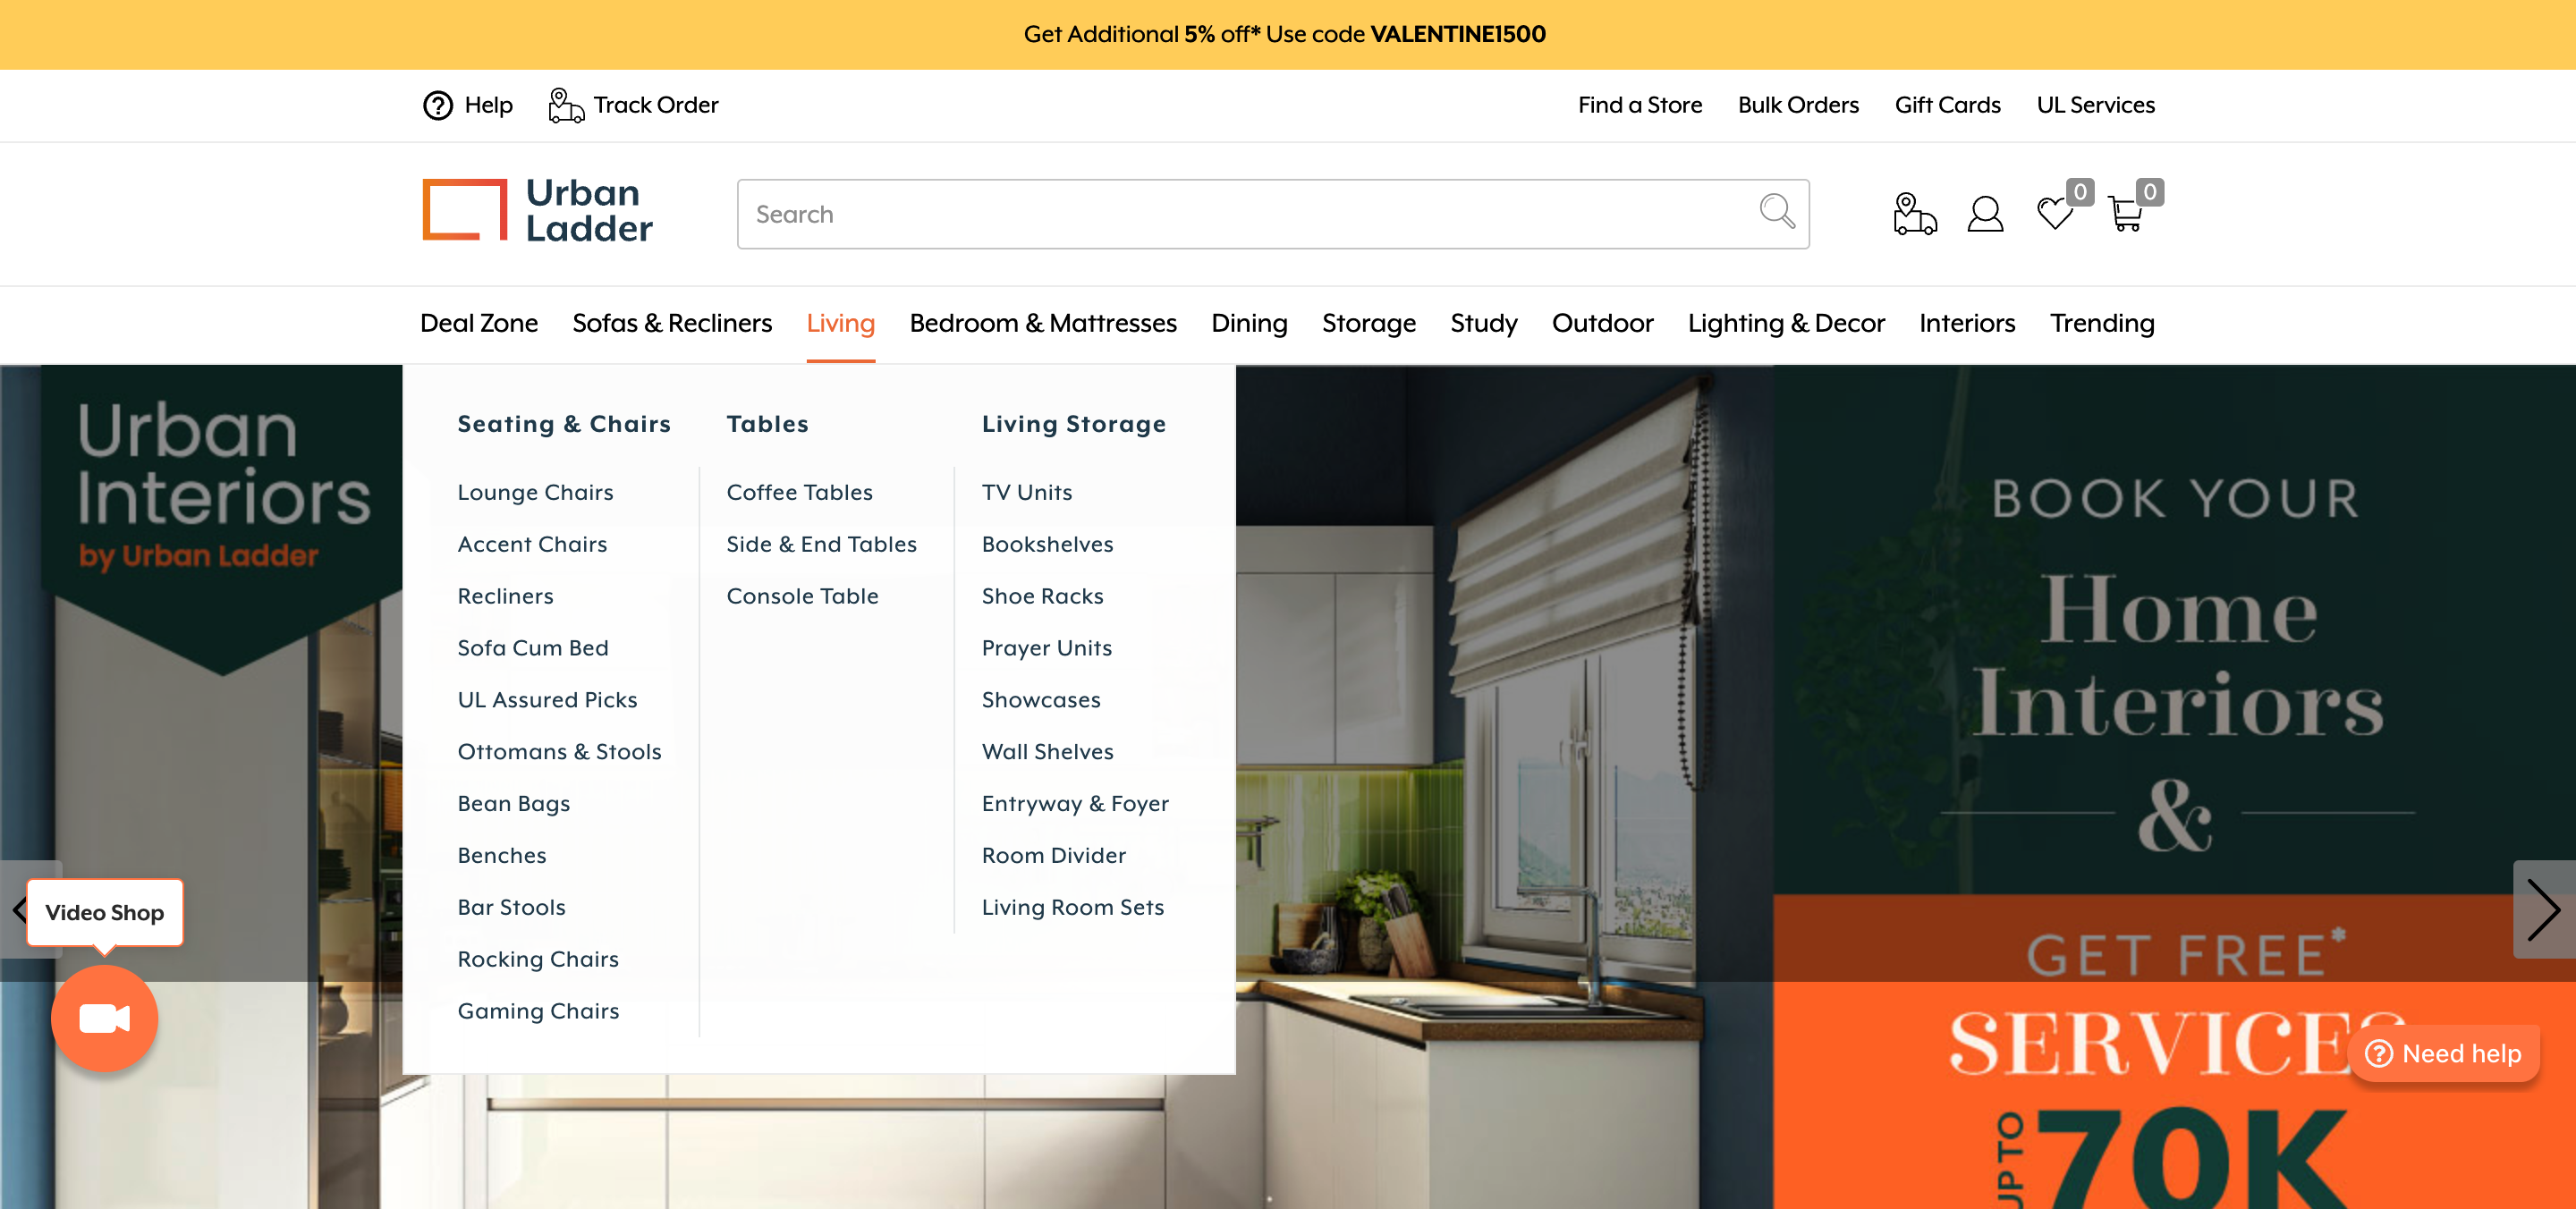 Get Additional 5% off* Use code VALENTINE1500
Help
Track Order
Find a Store
Bulk Orders
Gift Cards
UL Services
Urban
Ladder
Search
0
0
Deal Zone
Sofas & Recliners
Living
Bedroom & Mattresses
Dining
Storage
Study
Outdoor
Lighting & Decor
Interiors
Trending
Urban
Interiors
by Urban Ladder
Seating & Chairs
Lounge Chairs
Accent Chairs
Recliners
Sofa Cum Bed
UL Assured Picks
Ottomans & Stools
Bean Bags
Benches
Bar Stools
Rocking Chairs
Gaming Chairs
Tables
Coffee Tables
Side & End Tables
Console Table
Living Storage
TV Units
Bookshelves
Shoe Racks
Prayer Units
Showcases
Wall Shelves
Entryway & Foyer
Room Divider
Living Room Sets
BOOK YOUR
Home
Interiors
&
GET FREE*
SERVICES
UP TO
70K
Video Shop
Need help